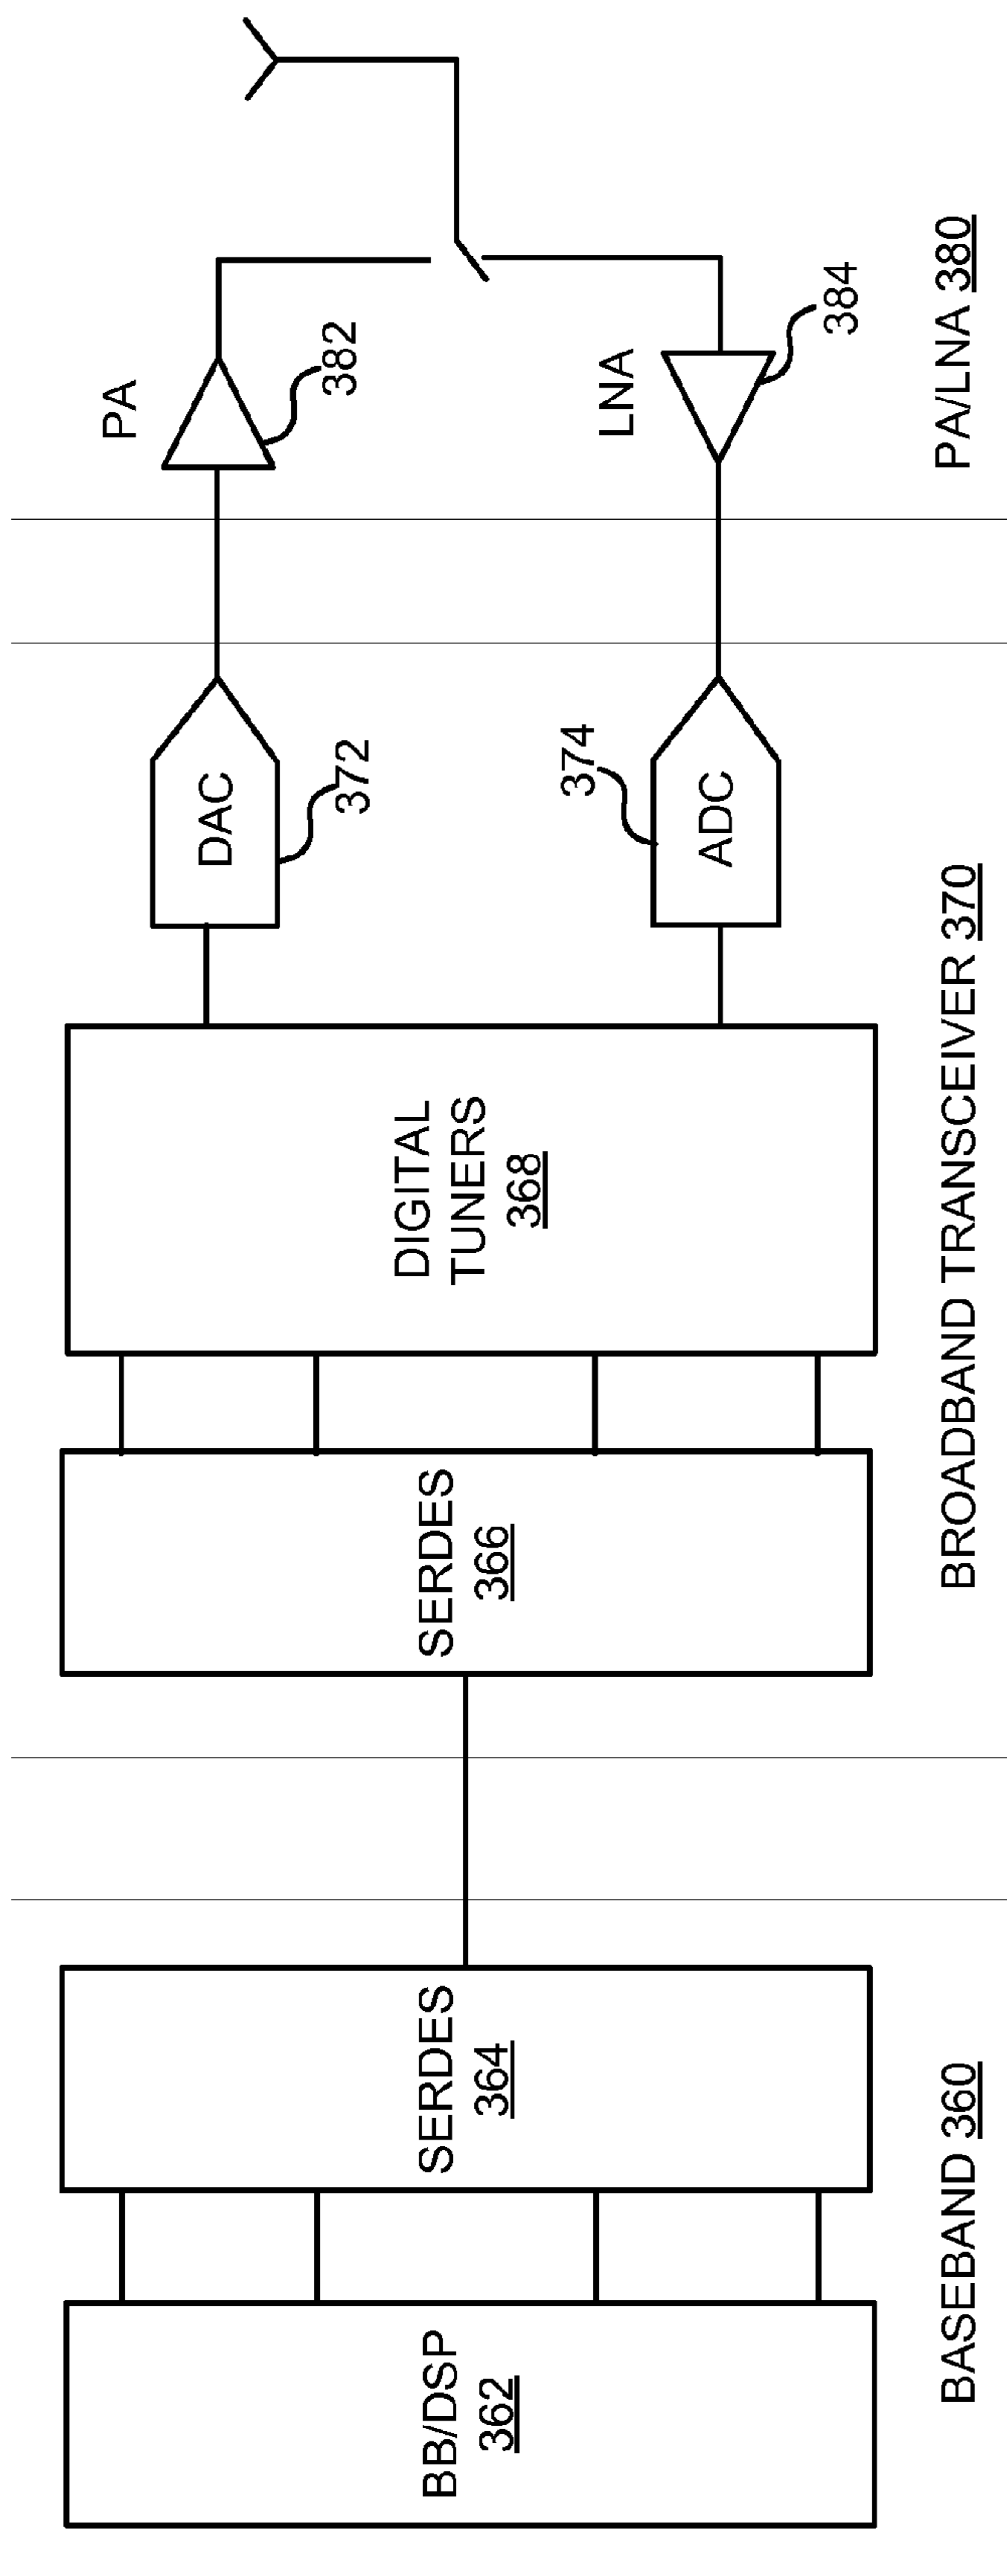 BB/DSP
362
SERDES
364
BASEBAND 360
SERDES
366
DIGITAL
TUNERS
368
DAC
372
374
ADC
BROADBAND TRANSCEIVER 370
PA
382
LNA
384
PA/LNA 380